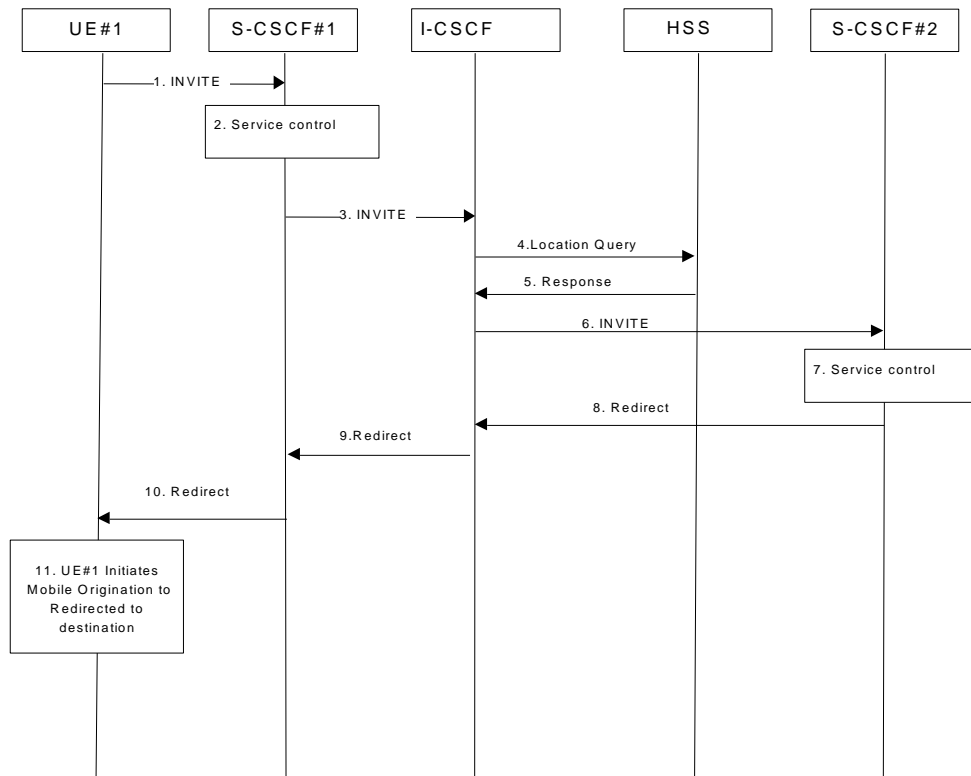 UE#1
S-CSCF#1
I-CSCF
HSS
S-CSCF#2
1. INVITE
2. Service control
3. INVITE
4.Location Query
5. Response
6. INVITE
7. Service control
8. Redirect
9.Redirect
10. Redirect
11. UE#1 Initiates
Mobile Origination to
Redirected to
destination